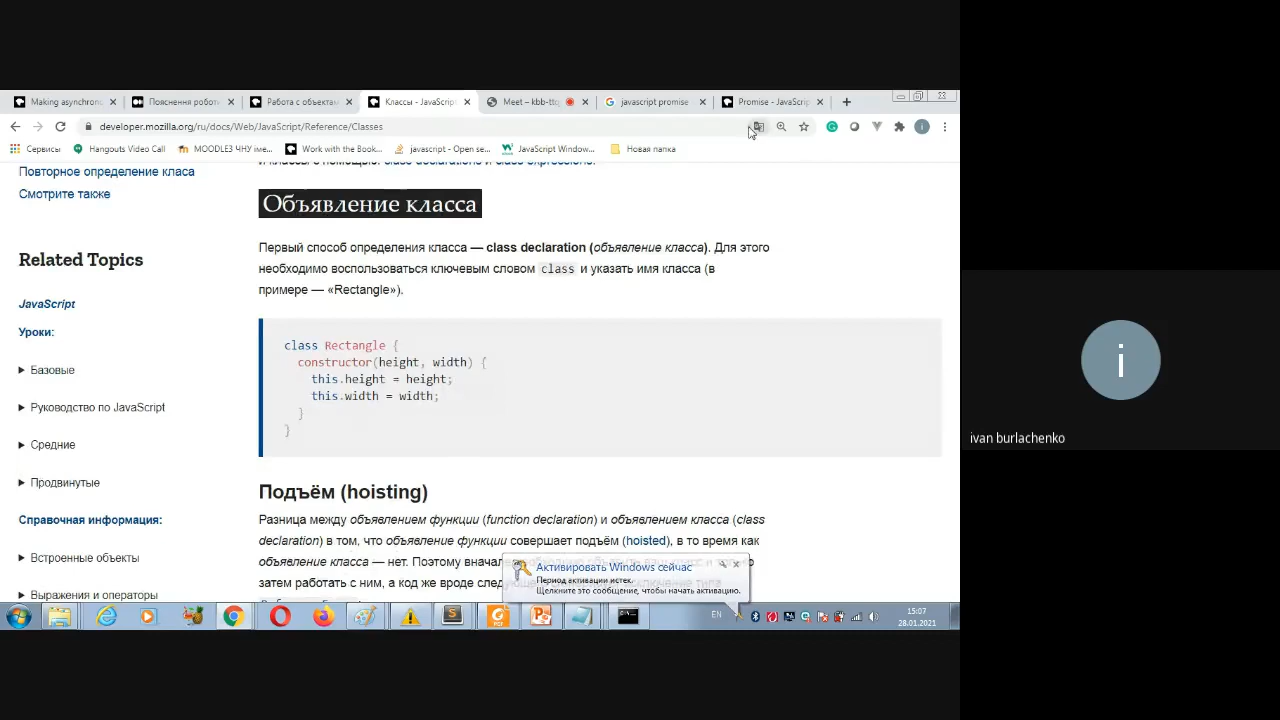 Making asynchrono
Пояснення робот
Работа с объектам
Классы - JavaScript
Meet – kbb-ttq
javascript promise
Promise - JavaScrip
developer.mozilla.org/ru/docs/Web/JavaScript/Reference/Classes
Сервисы
Hangouts Video Call
MOODLE3 ЧНУ іме...
Work with the Book...
javascript - Open se...
JavaScript Window...
Новая папка
Повторное определение класа
Смотрите также
Related Topics
JavaScript
Уроки:
Базовые
Руководство по JavaScript
Средние
Продвинутые
Справочная информация:
Встроенные объекты
Выражения и операторы
Объявление класса
Первый способ определения класса — class declaration (объявление класса). Для этого
необходимо воспользоваться ключевым словом class и указать имя класса (в
примере — «Rectangle»).
class Rectangle {
constructor(height, width) {
this.height = height;
this.width = width;
}
}
Подъём (hoisting)
Разница между объявлением функции (function declaration) и объявлением класса (class
declaration) в том, что объявление функции совершает подъём (hoisted), в то время как
объявление класса — нет. Поэтому вначал
затем работать с ним, а код же вроде сле
Активировать Windows сейчас
Период активации истек.
Щелкните это сообщение, чтобы начать активацию.
EN
15:07
28.01.2021
i
ivan burlachenko